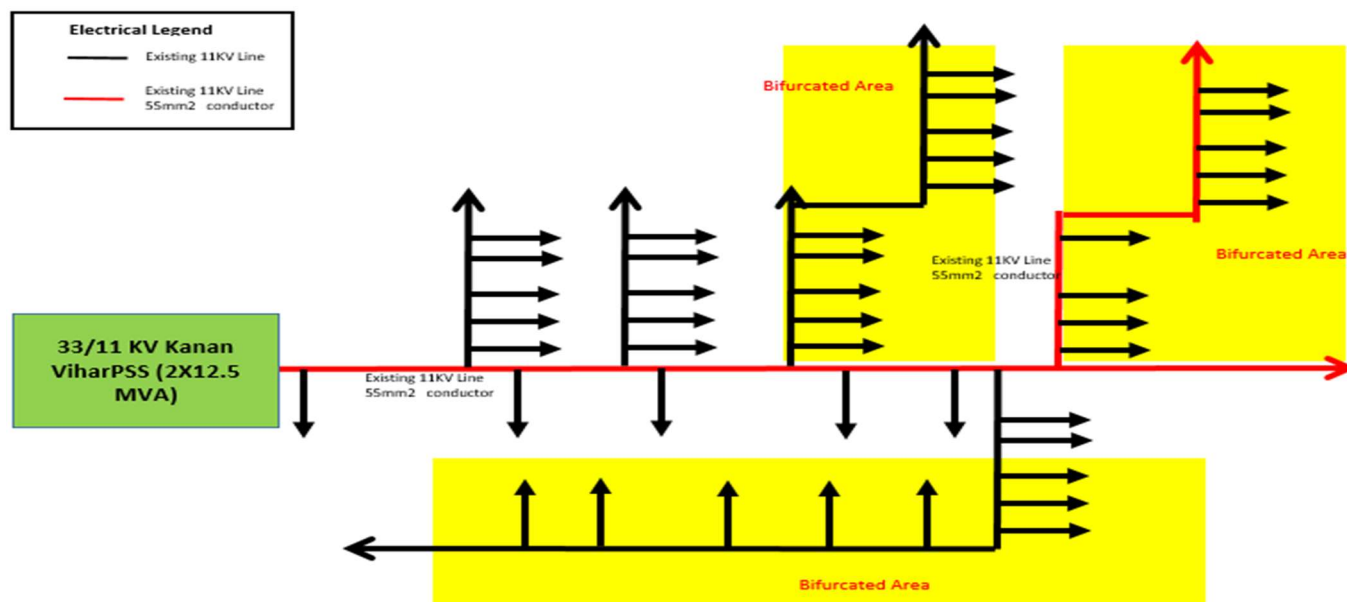 Electrical Legend
Existing 11KV Line
Existing 11KV Line
55mm2 conductor
Bifurcated Area
Existing 11KV Line
55mm2 conductor
Bifurcated Area
33/11 KV Kanan
ViharPSS (2X12.5
MVA)
Existing 11KV Line
55mm2 conductor
Bifurcated Area